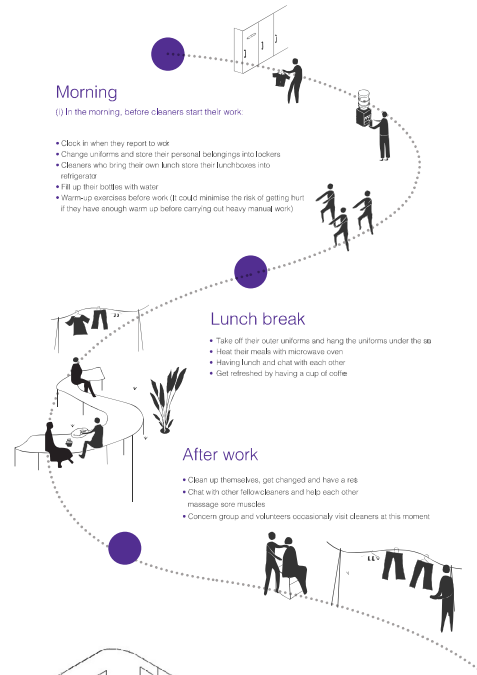 Morning
(i) In the morning, before cleaners start their work
• Clock in when they report to wor
• Change uniforms and store their personal belongings into lockers
• Cleaners who bring their own lunch store their lunchboxes into
refrigerator
• Fill up their bottles with water
• Warm-up exercises before work (It could minimise the risk of getting hurt
if they have enough warm up before carrying out heavy manual work)
Lunch break
• Take off their outer uniforms and hang the uniforms under the su
• Heat their meals with microwave oven
• Having lunch and chat with each other
• Get refreshed by having a cup of coffe
After work
• Clean up themselves, get changed and have a res
• Chat with other fellowcleaners and help each other
massage sore muscles
• Concern group and volunteers occasionaly visit cleaners at this moment